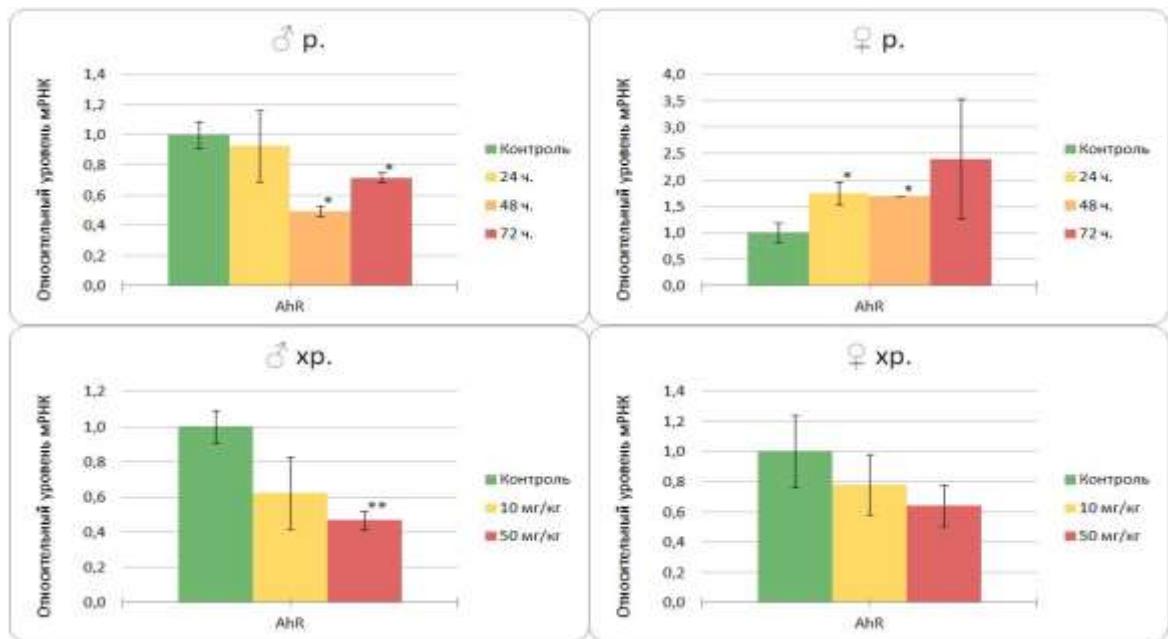 ♂ р.
Относительный уровень мРНК
1,4
1,2
1,0
0,8
0,6
0,4
0,2
0,0
*
*
AhR
Контроль
24 ч.
48 ч.
72 ч.
♀ р.
Относительный уровень мРНК
4,0
3,5
3,0
2,5
2,0
1,5
1,0
0,5
0,0
*
*
AhR
Контроль
24 ч.
48 ч.
72 ч.
♂ хр.
Относительный уровень мРНК
1,2
1,0
0,8
0,6
0,4
0,2
0,0
**
AhR
Контроль
10 мг/кг
50 мг/кг
♀ хр.
Относительный уровень мРНК
1,4
1,2
1,0
0,8
0,6
0,4
0,2
0,0
AhR
Контроль
10 мг/кг
50 мг/кг